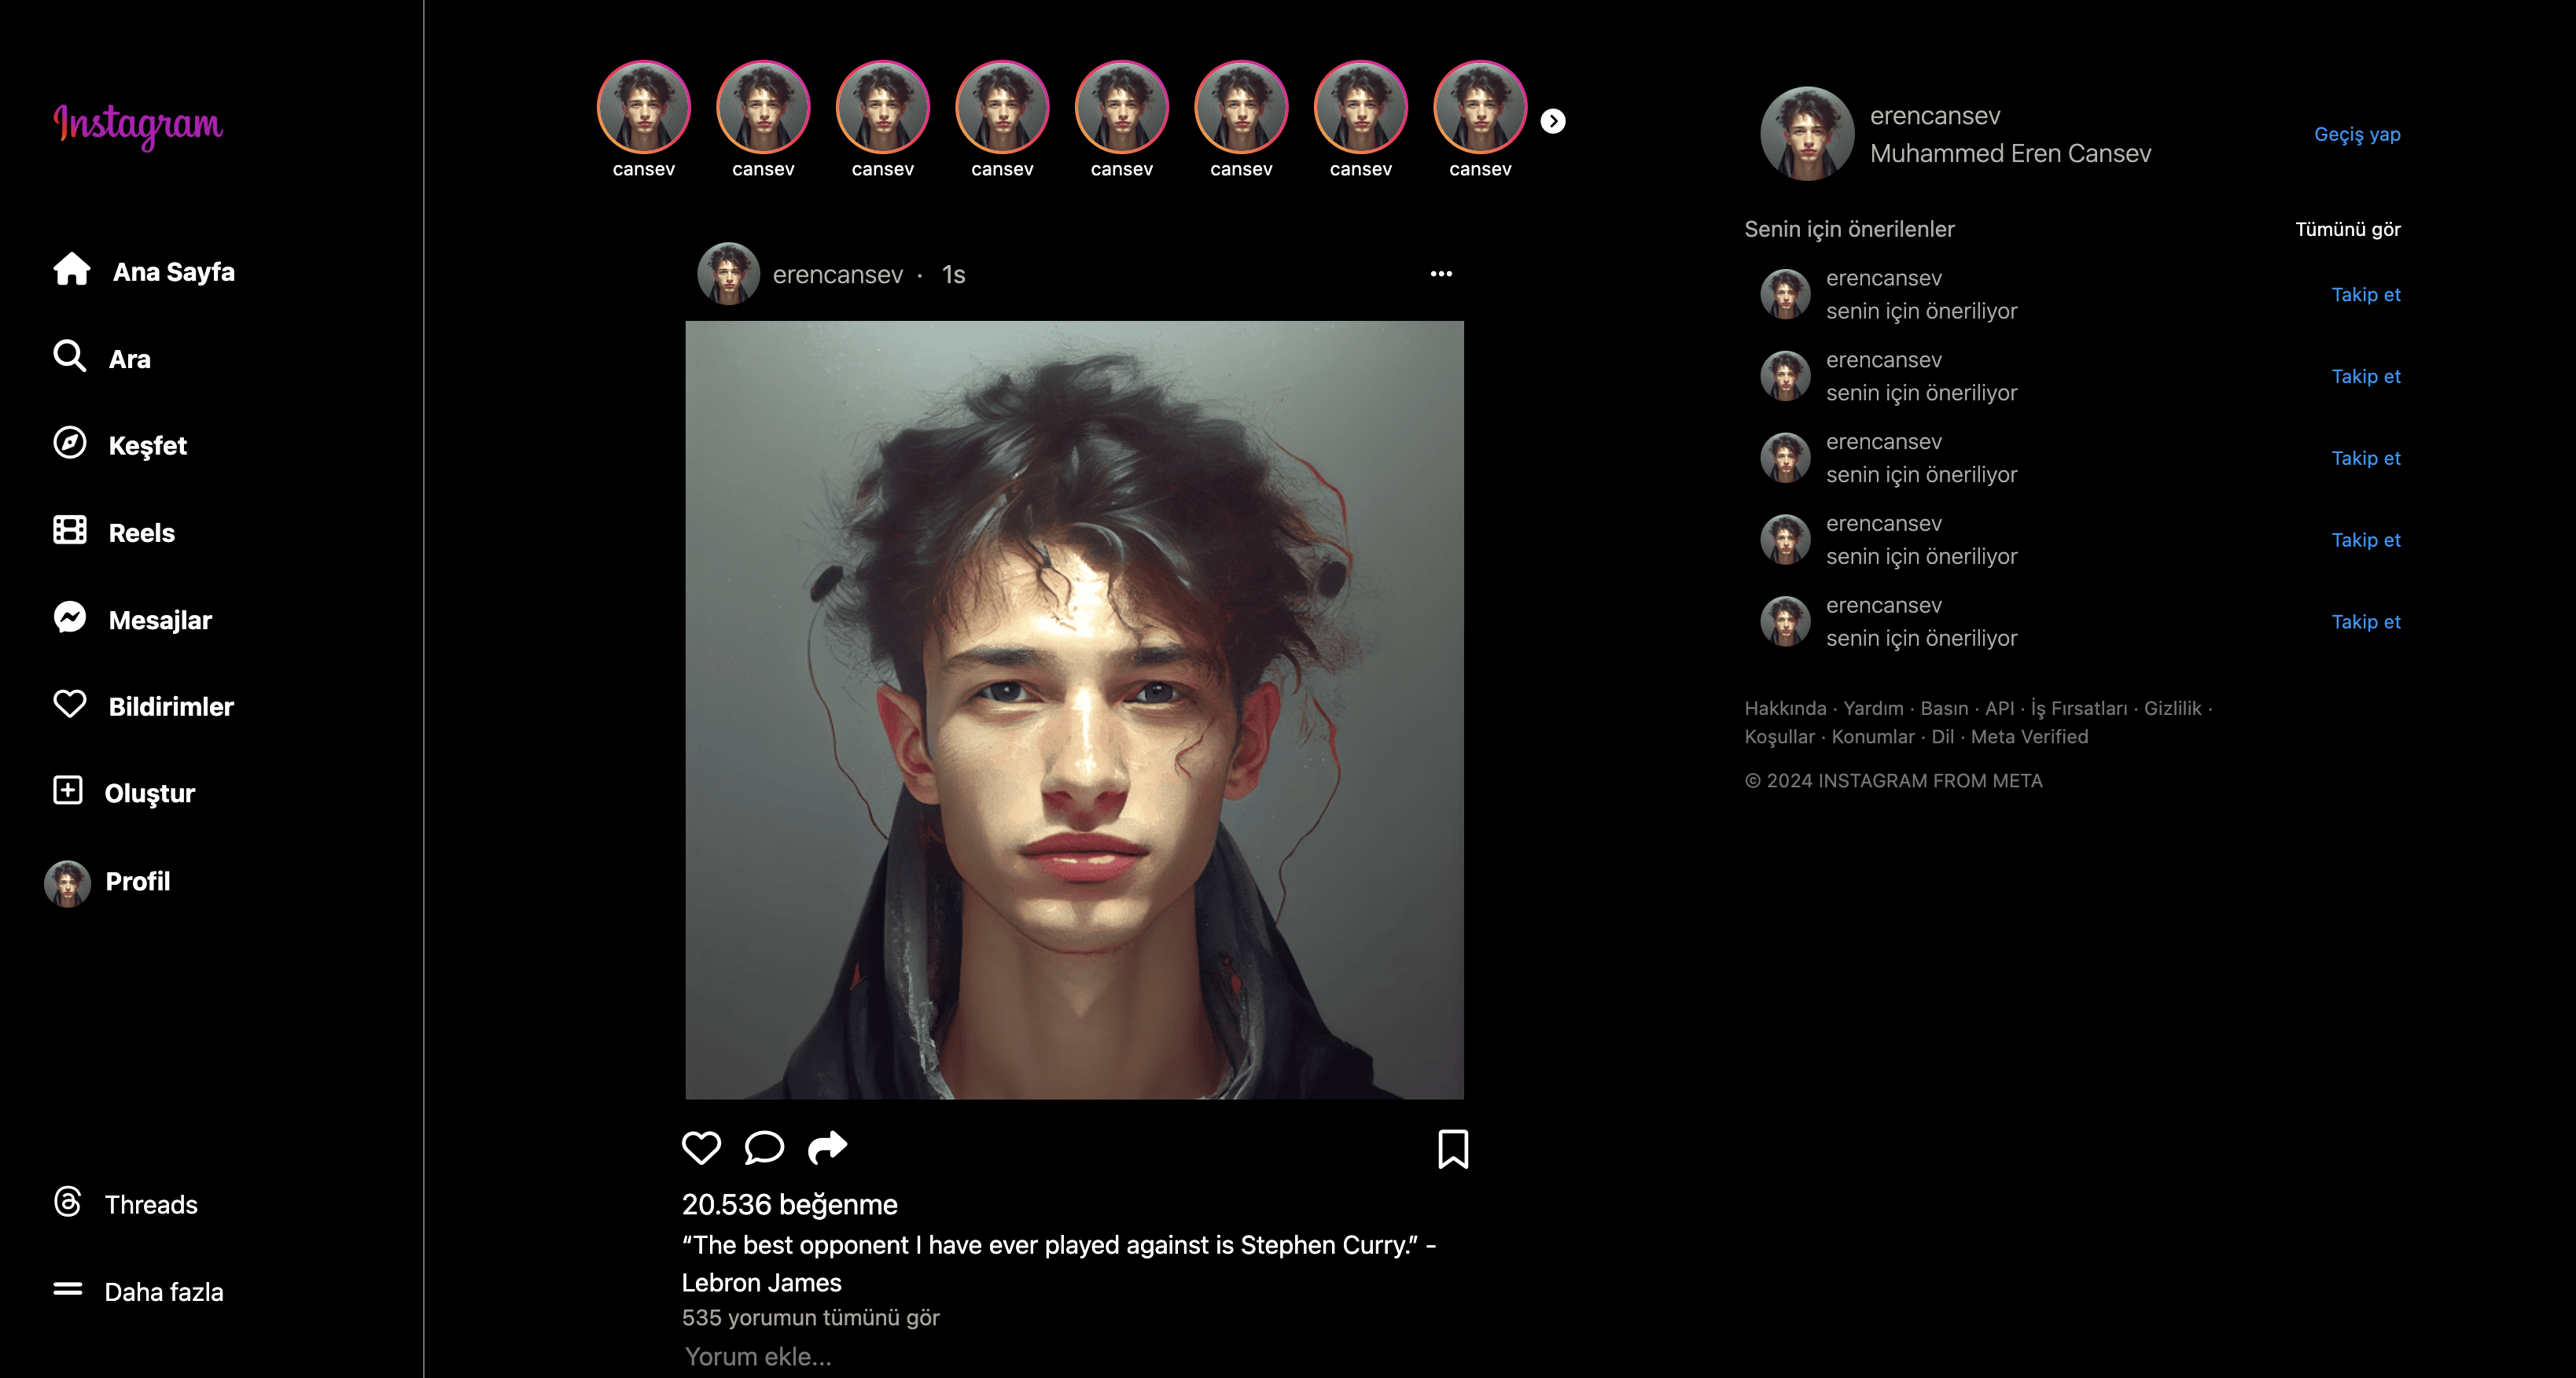 Instagram
Ana Sayfa
Ara
Keşfet
Reels
Mesajlar
Bildirimler
Oluştur
Profil
Threads
Daha fazla
cansev
cansev
cansev
cansev
cansev
cansev
cansev
cansev
erencansev · 1s
20.536 beğenme
“The best opponent I have ever played against is Stephen Curry.” -
Lebron James
535 yorumun tümünü gör
Yorum ekle...
erencansev
Muhammed Eren Cansev
Geçiş yap
Senin için önerilenler
Tümünü gör
erencansev
senin için öneriliyor
Takip et
erencansev
senin için öneriliyor
Takip et
erencansev
senin için öneriliyor
Takip et
erencansev
senin için öneriliyor
Takip et
erencansev
senin için öneriliyor
Takip et
Hakkında · Yardım · Basın · API · İş Fırsatları · Gizlilik ·
Koşullar · Konumlar · Dil · Meta Verified
© 2024 INSTAGRAM FROM META